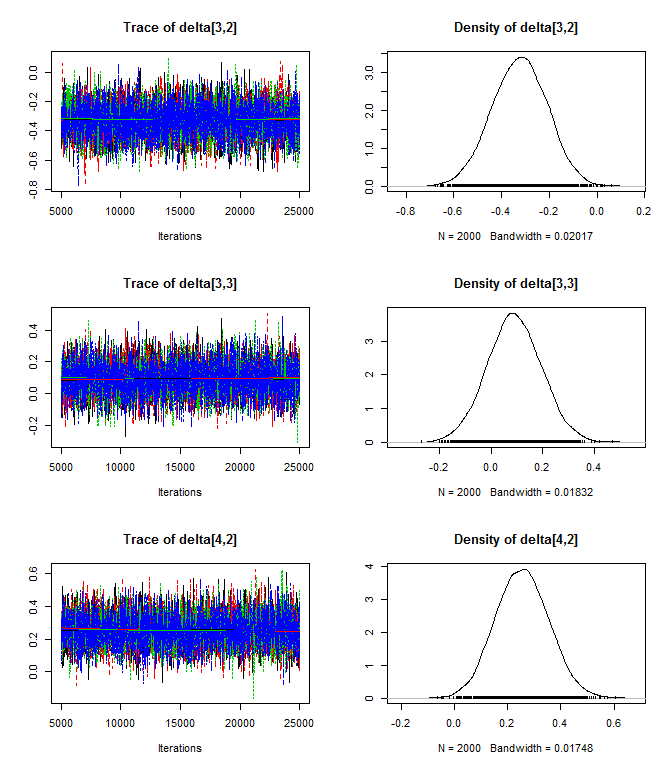 Trace of delta[3,2]
Density of delta[3,2]
0.0
-0.2
-0.4
-0.6
-0.8
5000 10000 15000 20000 25000
Iterations
3.0
2.0
1.0
0.0
-0.8 -0.6 -0.4 -0.2 0.0 0.2
N = 2000 Bandwidth = 0.02017
Trace of delta[3,3]
Density of delta[3,3]
0.4
0.2
0.0
-0.2
5000 10000 15000 20000 25000
Iterations
3
2
1
0
-0.2 0.0 0.2 0.4
N = 2000 Bandwidth = 0.01832
Trace of delta[4,2]
Density of delta[4,2]
0.6
0.4
0.2
0.0
5000 10000 15000 20000 25000
Iterations
4
3
2
1
0
-0.2 0.0 0.2 0.4 0.6
N = 2000 Bandwidth = 0.01748